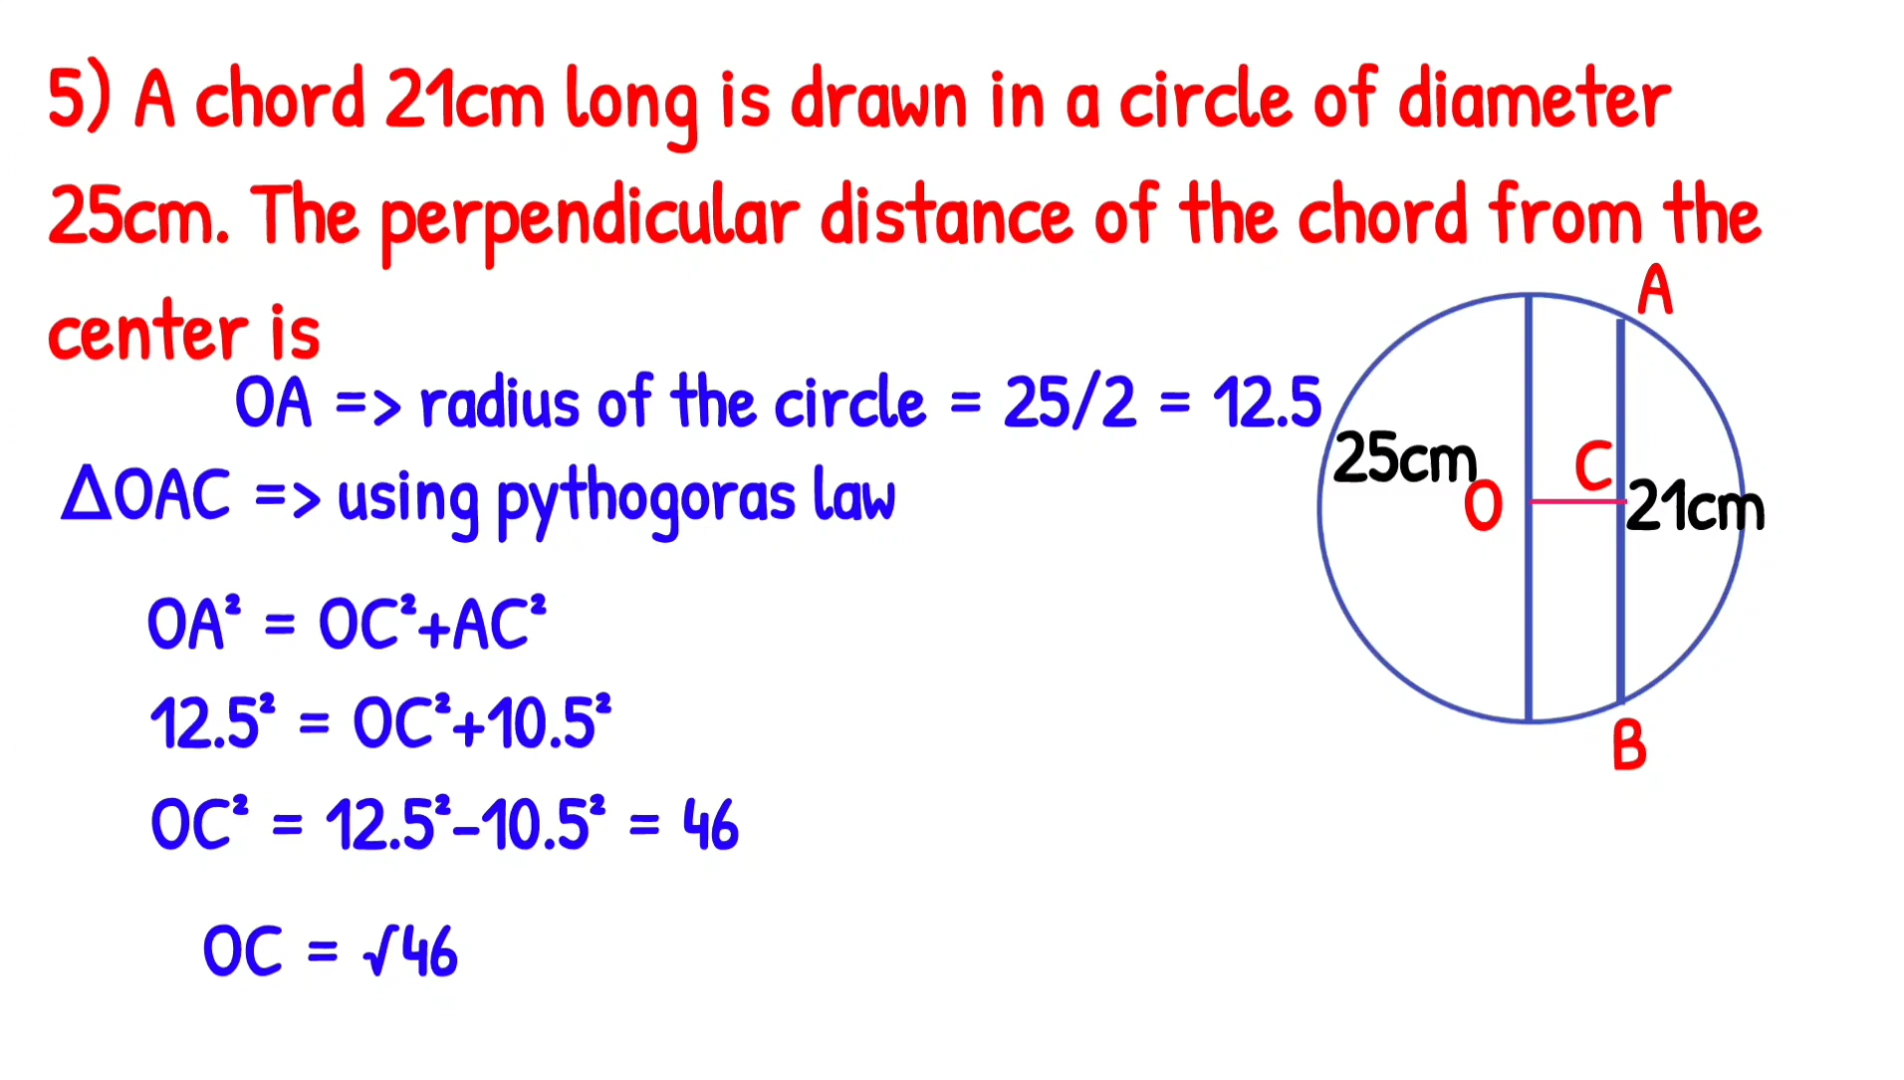 5) A chord 21cm long is drawn in a circle of diameter
25cm. The perpendicular distance of the chord from the
center is
A
OA => radius of the circle = 25/2 = 12.5
25cm
C
O
21cm
ΔOAC => using pythogoras law
OA² = OC²+AC²
12.5² = OC²+10.5²
B
OC² = 12.5²-10.5² = 46
OC = √46